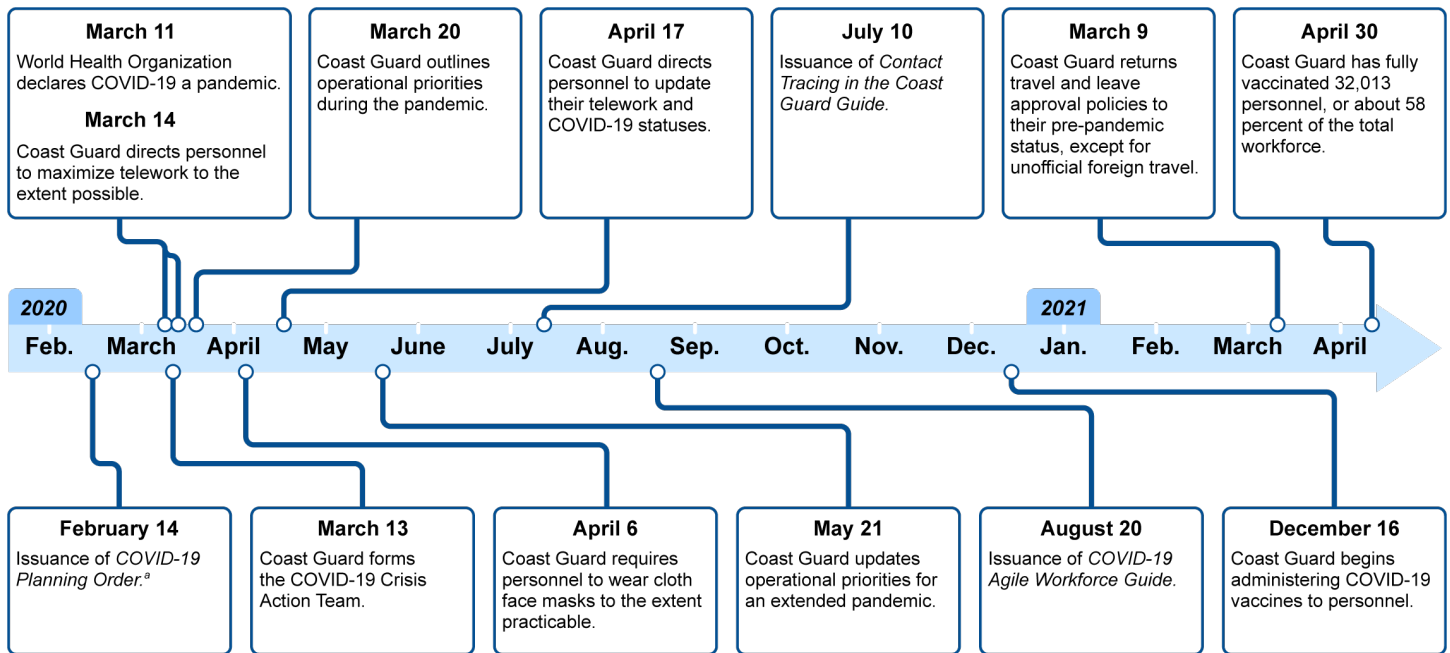 March 11
World Health Organization
declares COVID-19 a pandemic.
March 14
Coast Guard directs personnel
to maximize telework to the
extent possible.
March 20
Coast Guard outlines
operational priorities
during the pandemic.
April 17
Coast Guard directs
personnel to update
their telework and
COVID-19 statuses.
July 10
Issuance of Contact
Tracing in the Coast
Guard Guide.
March 9
Coast Guard returns
travel and leave
approval policies to
their pre-pandemic
status, except for
unofficial foreign travel.
April 30
Coast Guard has fully
vaccinated 32,013
personnel, or about 58
percent of the total
workforce.
2020
2021
Feb. March April May June July Aug. Sep. Oct. Nov. Dec. Jan. Feb. March April
February 14
Issuance of COVID-19
Planning Order.a
March 13
Coast Guard forms
the COVID-19 Crisis
Action Team.
April 6
Coast Guard requires
personnel to wear cloth
face masks to the extent
practicable.
May 21
Coast Guard updates
operational priorities for
an extended pandemic.
August 20
Issuance of COVID-19
Agile Workforce Guide.
December 16
Coast Guard begins
administering COVID-19
vaccines to personnel.